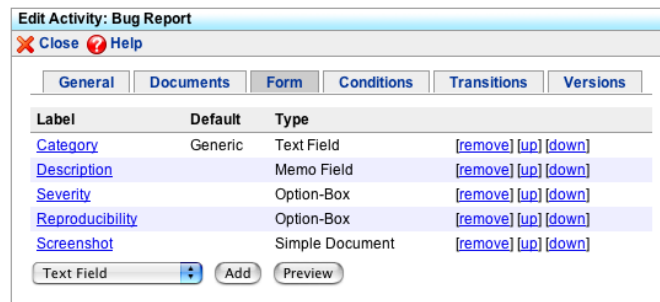 Edit Activity: Bug Report
Close Help
General Documents Form Conditions Transitions Versions
Label Default Type
Category Generic Text Field [remove] [up] [down]
Description Memo Field [remove] [up] [down]
Severity Option-Box [remove] [up] [down]
Reproducibility Option-Box [remove] [up] [down]
Screenshot Simple Document [remove] [up] [down]
Text Field Add Preview